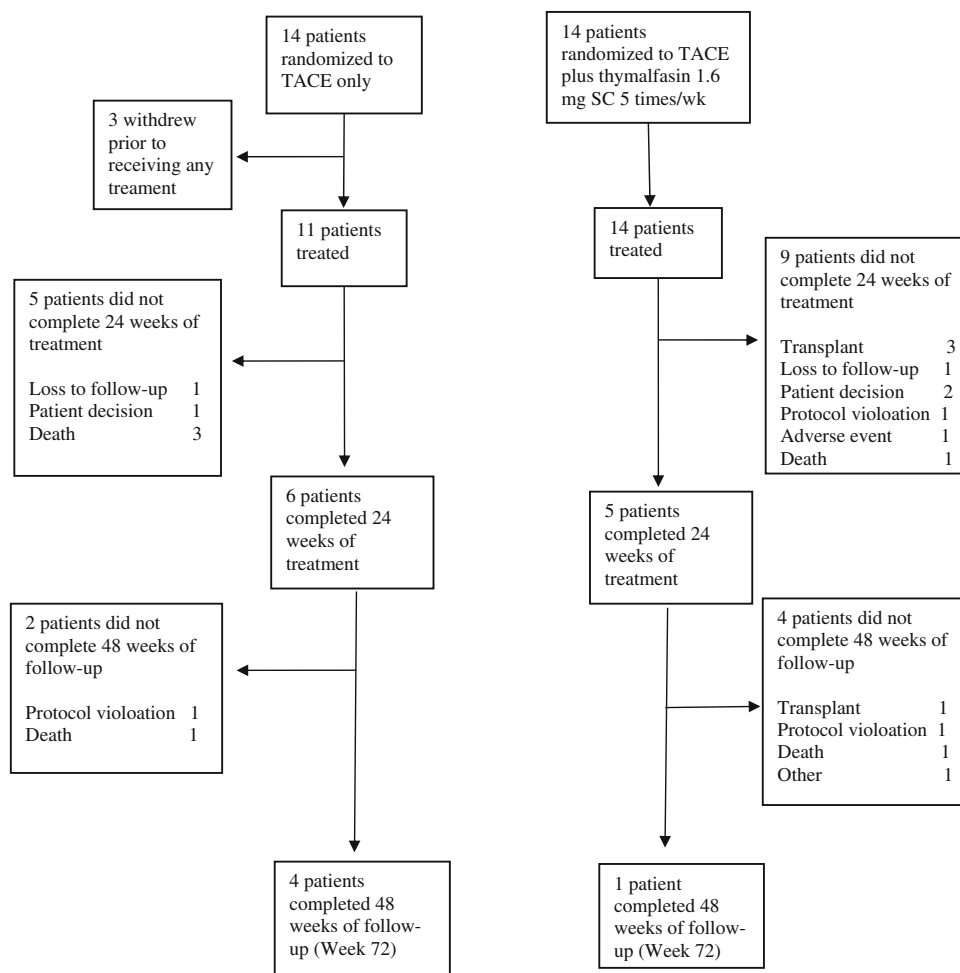 14 patients
randomized to
TACE only
14 patients
randomized to TACE
plus thymalfasin 1.6
mg SC 5 times/wk
3 withdrew
prior to
receiving any
treament
11 patients
treated
14 patients
treated
5 patients did not
complete 24 weeks of
treatment
Loss to follow-up 1
Patient decision 1
Death 3
9 patients did not
complete 24 weeks of
treatment
Transplant 3
Loss to follow-up 1
Patient decision 2
Protocol violoation 1
Adverse event 1
Death 1
6 patients
completed 24
weeks of
treatment
5 patients
completed 24
weeks of
treatment
2 patients did not
complete 48 weeks of
follow-up
Protocol violoation 1
Death 1
4 patients did not
complete 48 weeks of
follow-up
Transplant 1
Protocol violoation 1
Death 1
Other 1
4 patients
completed 48
weeks of follow-
up (Week 72)
1 patient
completed 48
weeks of follow-
up (Week 72)